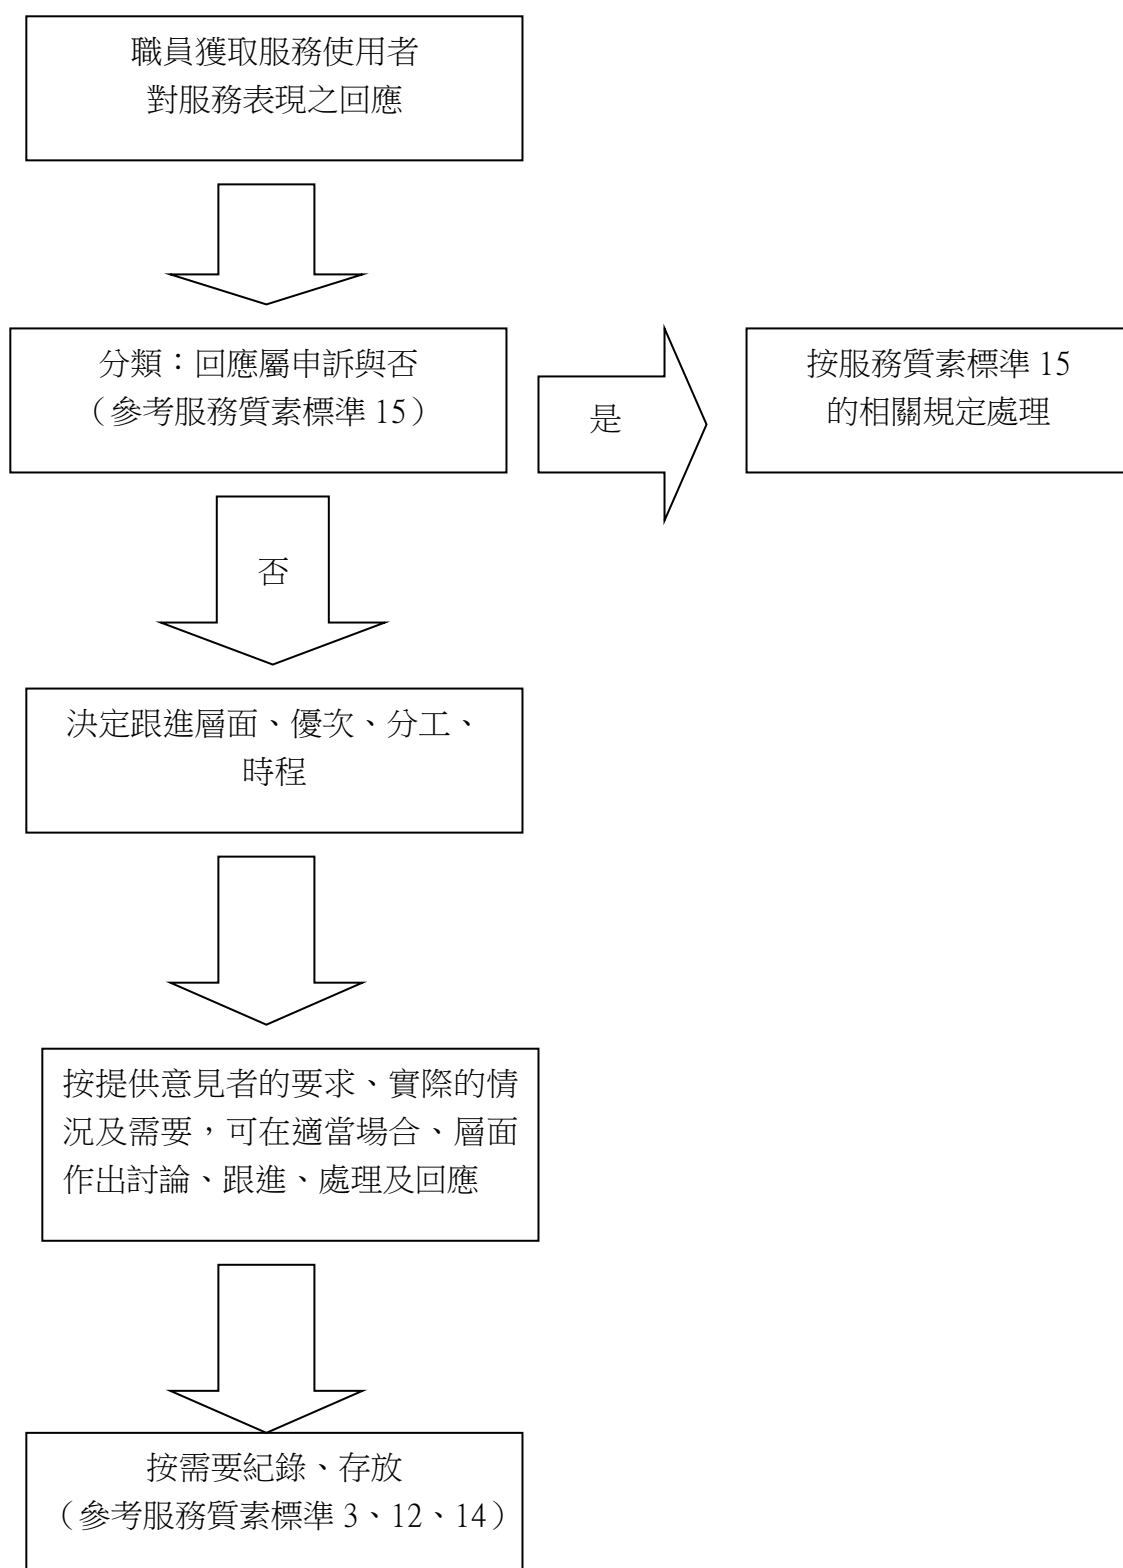 職員獲取服務使用者
對服務表現之回應
分類：回應屬申訴與否
（參考服務質素標準 15）
是
按服務質素標準 15
的相關規定處理
否
決定跟進層面、優次、分工、
時程
按提供意見者的要求、實際的情
況及需要，可在適當場合、層面
作出討論、跟進、處理及回應
按需要紀錄、存放
（參考服務質素標準 3、12、14）